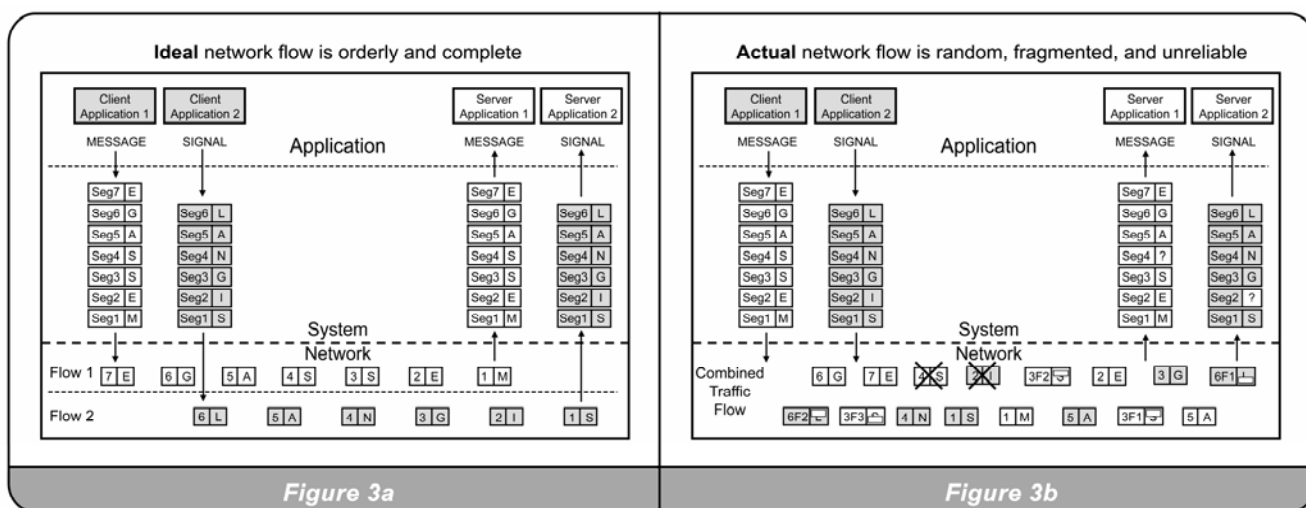 Ideal network flow is orderly and complete
Client
Application 1
Client
Application 2
Server
Application 1
Server
Application 2
MESSAGE
SIGNAL
Application
MESSAGE
SIGNAL
Seg7 E
Seg6 G
Seg5 A
Seg4 S
Seg3 S
Seg2 E
Seg1 M
Seg6 L
Seg5 A
Seg4 N
Seg3 G
Seg2 I
Seg1 S
Seg7 E
Seg6 G
Seg5 A
Seg4 S
Seg3 S
Seg2 E
Seg1 M
Seg6 L
Seg5 A
Seg4 N
Seg3 G
Seg2 I
Seg1 S
System
Network
Flow 1
7 E
6 G
5 A
4 S
3 S
2 E
1 M
Flow 2
6 L
5 A
4 N
3 G
2 I
1 S
Figure 3a
Actual network flow is random, fragmented, and unreliable
Client
Application 1
Client
Application 2
Server
Application 1
Server
Application 2
MESSAGE
SIGNAL
Application
MESSAGE
SIGNAL
Seg7 E
Seg6 G
Seg5 A
Seg4 S
Seg3 S
Seg2 E
Seg1 M
Seg6 L
Seg5 A
Seg4 N
Seg3 G
Seg2 I
Seg1 S
Seg7 E
Seg6 G
Seg5 A
Seg4 ?
Seg3 S
Seg2 E
Seg1 M
Seg6 L
Seg5 A
Seg4 N
Seg3 G
Seg2 ?
Seg1 S
System
Network
Combined
Traffic
Flow
6 G
7 E
4 S
2
3F2
2 E
3 G
6F1
6F2
3F3
4 N
1 S
1 M
5 A
3F1
5 A
Figure 3b